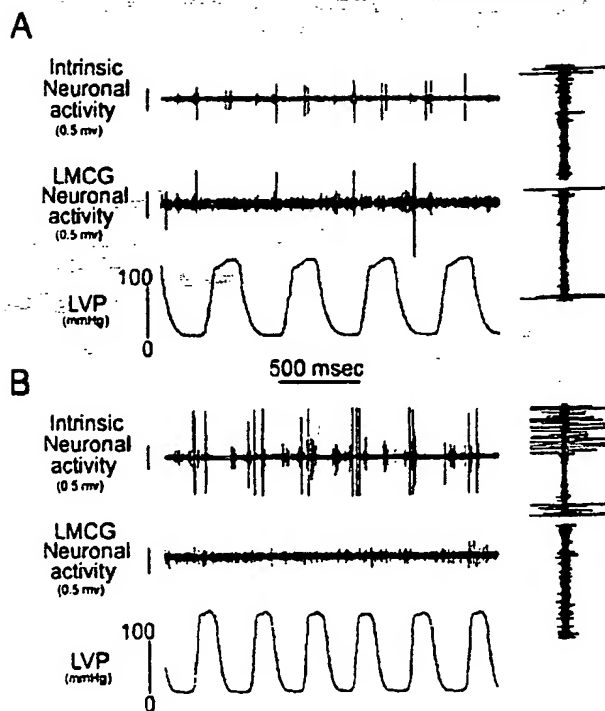 A
Intrinsic
Neuronal
activity
(0.5 mv)
LMCG
Neuronal
activity
(0.5 mv)
100
LVP
(mmHg)
0
500 msec
B
Intrinsic
Neuronal
activity
(0.5 mv)
LMCG
Neuronal
activity
(0.5 mv)
100
LVP
(mmHg)
0